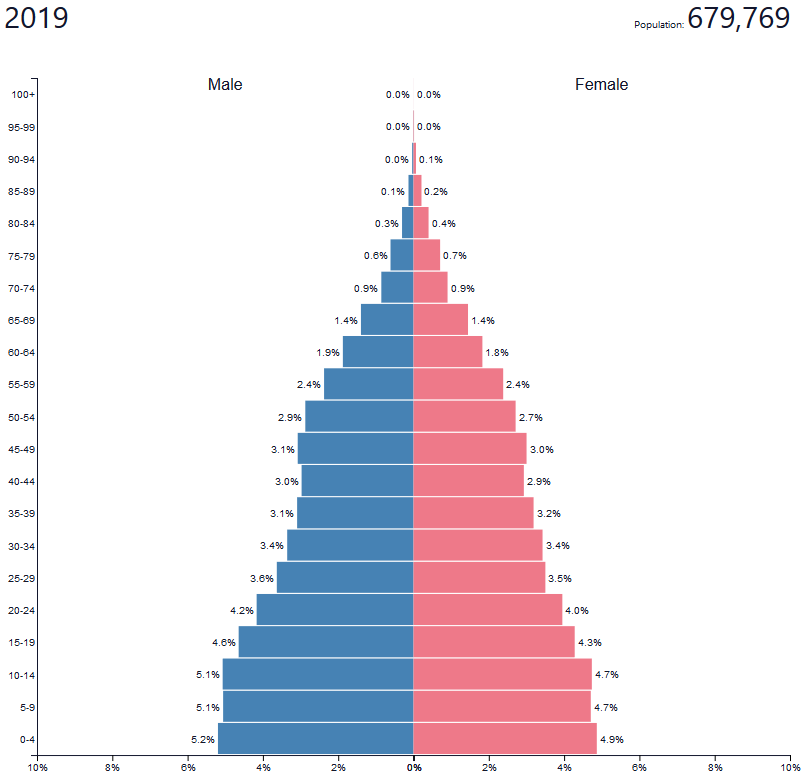 2019 Population: 679,769
Male Female
100+ 0.0% 0.0%
95-99 0.0% 0.0%
90-94 0.0% 0.1%
85-89 0.1% 0.2%
80-84 0.3% 0.4%
75-79 0.6% 0.7%
70-74 0.9% 0.9%
65-69 1.4% 1.4%
60-64 1.9% 1.8%
55-59 2.4% 2.4%
50-54 2.9% 2.7%
45-49 3.1% 3.0%
40-44 3.0% 2.9%
35-39 3.1% 3.2%
30-34 3.4% 3.4%
25-29 3.6% 3.5%
20-24 4.2% 4.0%
15-19 4.6% 4.3%
10-14 5.1% 4.7%
5-9 5.1% 4.7%
0-4 5.2% 4.9%
10% 8% 6% 4% 2% 0% 2% 4% 6% 8% 10%